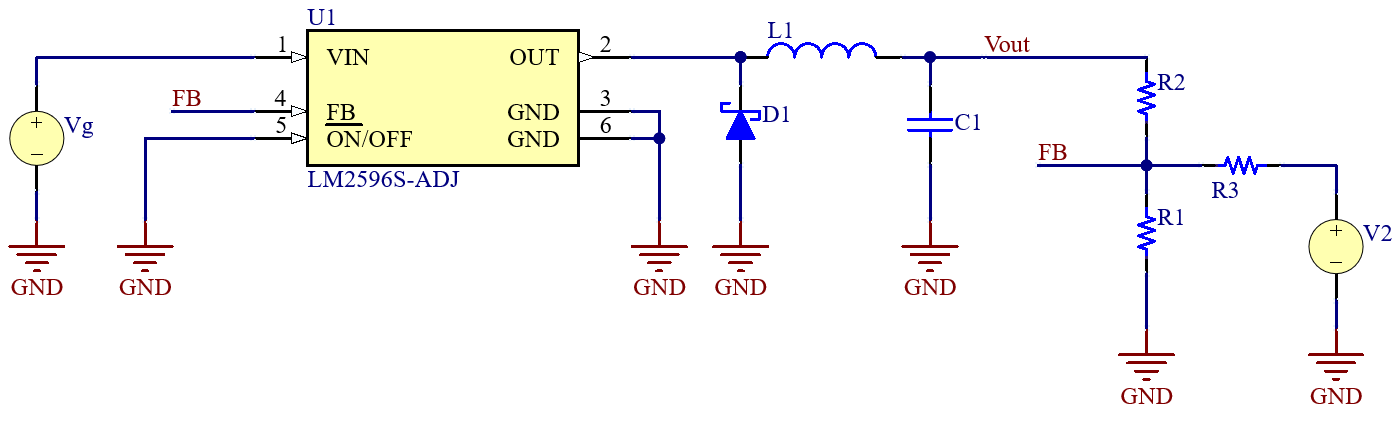 U1
L1
1
VIN
OUT
2
Vout
R2
FB
4
FB
GND
3
D1
C1
Vg
5
ON/OFF
GND
6
FB
R3
LM2596S-ADJ
R1
V2
GND
GND
GND
GND
GND
GND
GND